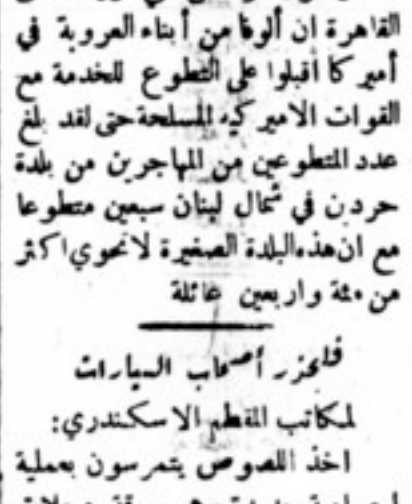 القاهرة ان ألوفا من أبناء العروبة في
أميركا أقبلوا على التطوع للخدمة مع
القوات الاميركية المسلحة حتى لقد بلغ
عدد المتطوعين من المهاجرين من بلدة
حردين في شمال لبنان سبعين متطوعا
مع ان هذه البلدة الصغيرة لا تحوي اكثر
من مئة واربعين عائلة
فليحزر أصحاب السيارات
لمكاتب المقطم الاسكندري:
اخذ اللصوص يتمرسون بعملية